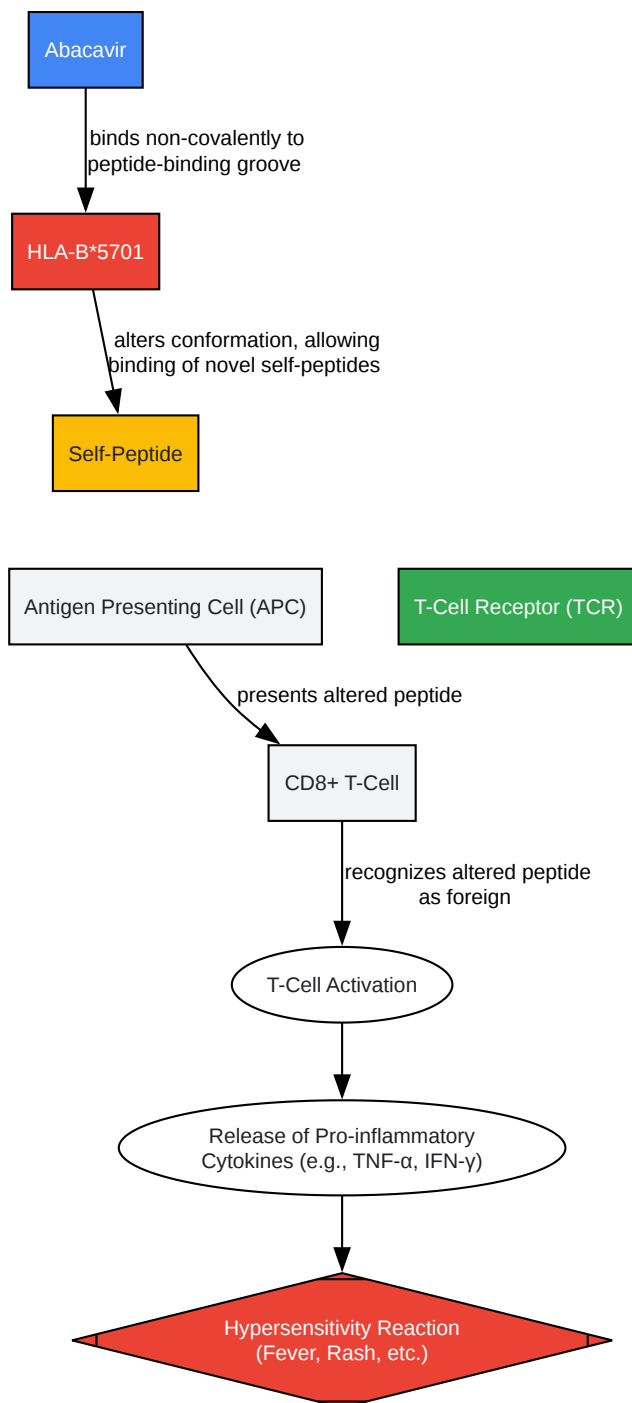 Abacavir
binds non-covalently to
peptide-binding groove
HLA-B*5701
alters conformation, allowing
binding of novel self-peptides
Self-Peptide
Antigen Presenting Cell (APC)
T-Cell Receptor (TCR)
presents altered peptide
CD8+ T-Cell
recognizes altered peptide
as foreign
T-Cell Activation
Release of Pro-inflammatory
Cytokines (e.g., TNF-α, IFN-γ)
Hypersensitivity Reaction
(Fever, Rash, etc.)